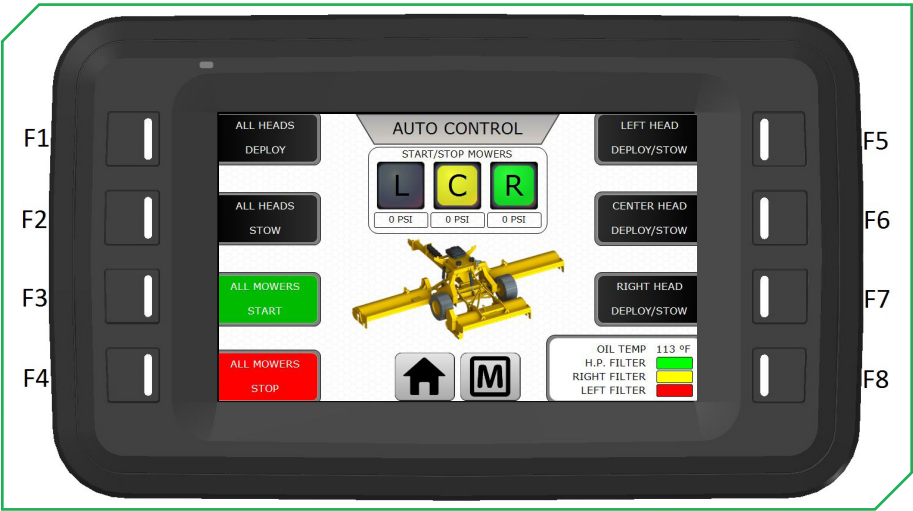 F1
F2
F3
F4
ALL HEADS
DEPLOY
ALL HEADS
STOW
ALL MOWERS
START
ALL MOWERS
STOP
AUTO CONTROL
START/STOP MOWERS
L C R
0 PSI 0 PSI 0 PSI
M
LEFT HEAD
DEPLOY/STOW
CENTER HEAD
DEPLOY/STOW
RIGHT HEAD
DEPLOY/STOW
OIL TEMP 113 ºF
H.P. FILTER
RIGHT FILTER
LEFT FILTER
F5
F6
F7
F8